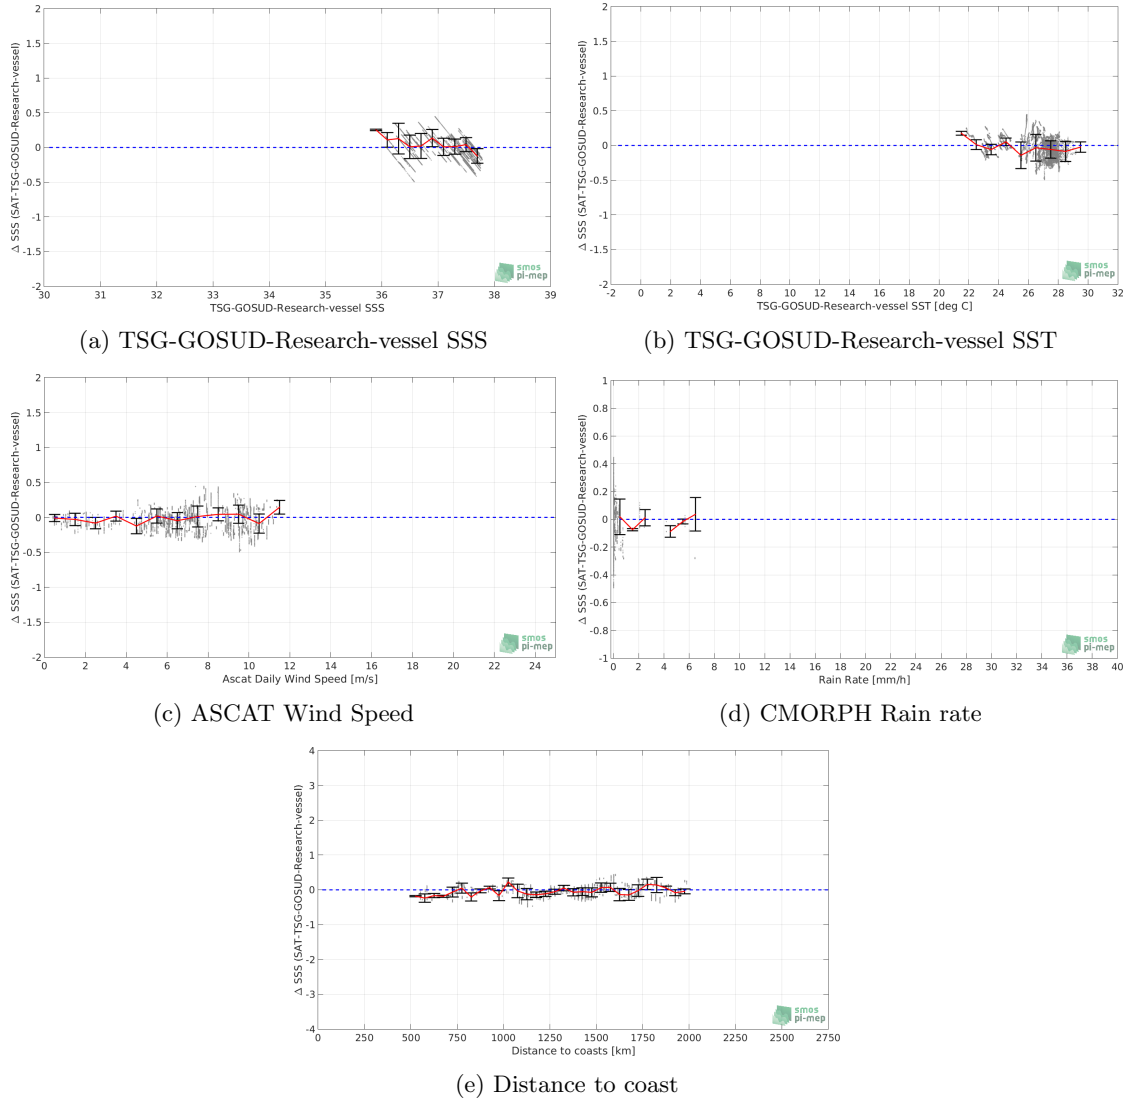 2
1.5
1
0.5
0
-0.5
-1
-1.5
-2
Δ SSS (SAT-TSG-GOSUD-Research-vessel)
30 31 32 33 34 35 36 37 38 39
TSG-GOSUD-Research-vessel SSS
smos
pi-mep
(a) TSG-GOSUD-Research-vessel SSS
2
1.5
1
0.5
0
-0.5
-1
-1.5
-2
Δ SSS (SAT-TSG-GOSUD-Research-vessel)
-2 0 2 4 6 8 10 12 14 16 18 20 22 24 26 28 30 32
TSG-GOSUD-Research-vessel SST [deg C]
smos
pi-mep
(b) TSG-GOSUD-Research-vessel SST
2
1.5
1
0.5
0
-0.5
-1
-1.5
-2
Δ SSS (SAT-TSG-GOSUD-Research-vessel)
0 2 4 6 8 10 12 14 16 18 20 22 24
Ascat Daily Wind Speed [m/s]
smos
pi-mep
(c) ASCAT Wind Speed
1
0.8
0.6
0.4
0.2
0
-0.2
-0.4
-0.6
-0.8
-1
Δ SSS (SAT-TSG-GOSUD-Research-vessel)
0 2 4 6 8 10 12 14 16 18 20 22 24 26 28 30 32 34 36 38 40
Rain Rate [mm/h]
smos
pi-mep
(d) CMORPH Rain rate
4
3
2
1
0
-1
-2
-3
-4
Δ SSS (SAT-TSG-GOSUD-Research-vessel)
0 250 500 750 1000 1250 1500 1750 2000 2250 2500 2750
Distance to coasts [km]
smos
pi-mep
(e) Distance to coast